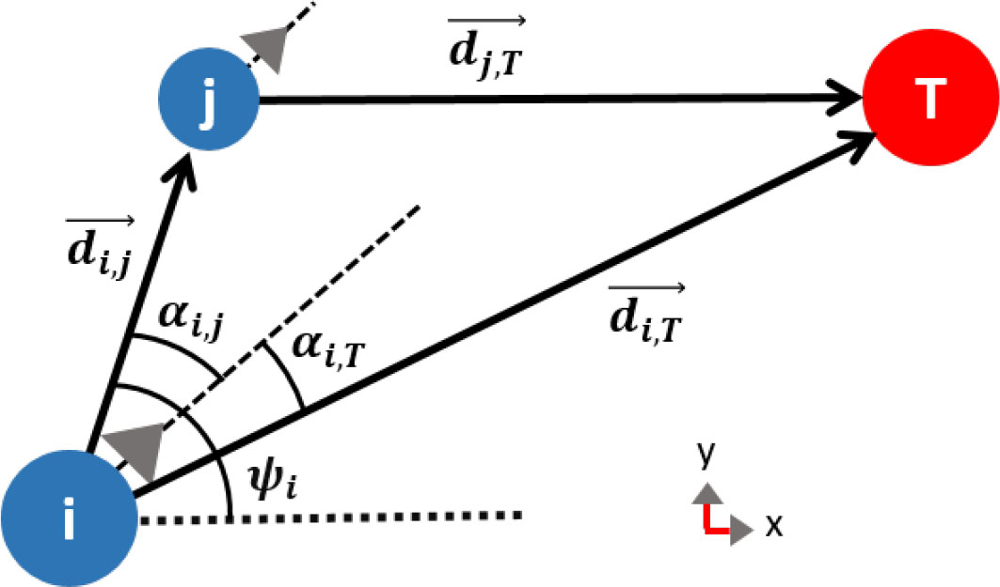 d_{j,T}
j
T
d_{i,j}
α_{i,j}
α_{i,T}
d_{i,T}
ψ_i
i
y
x